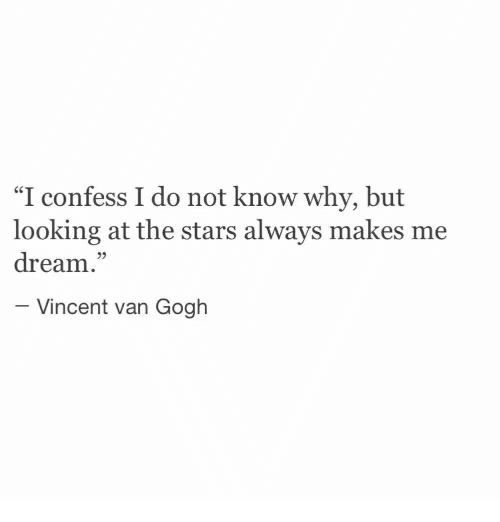 “I confess I do not know why, but
looking at the stars always makes me
dream.”
— Vincent van Gogh